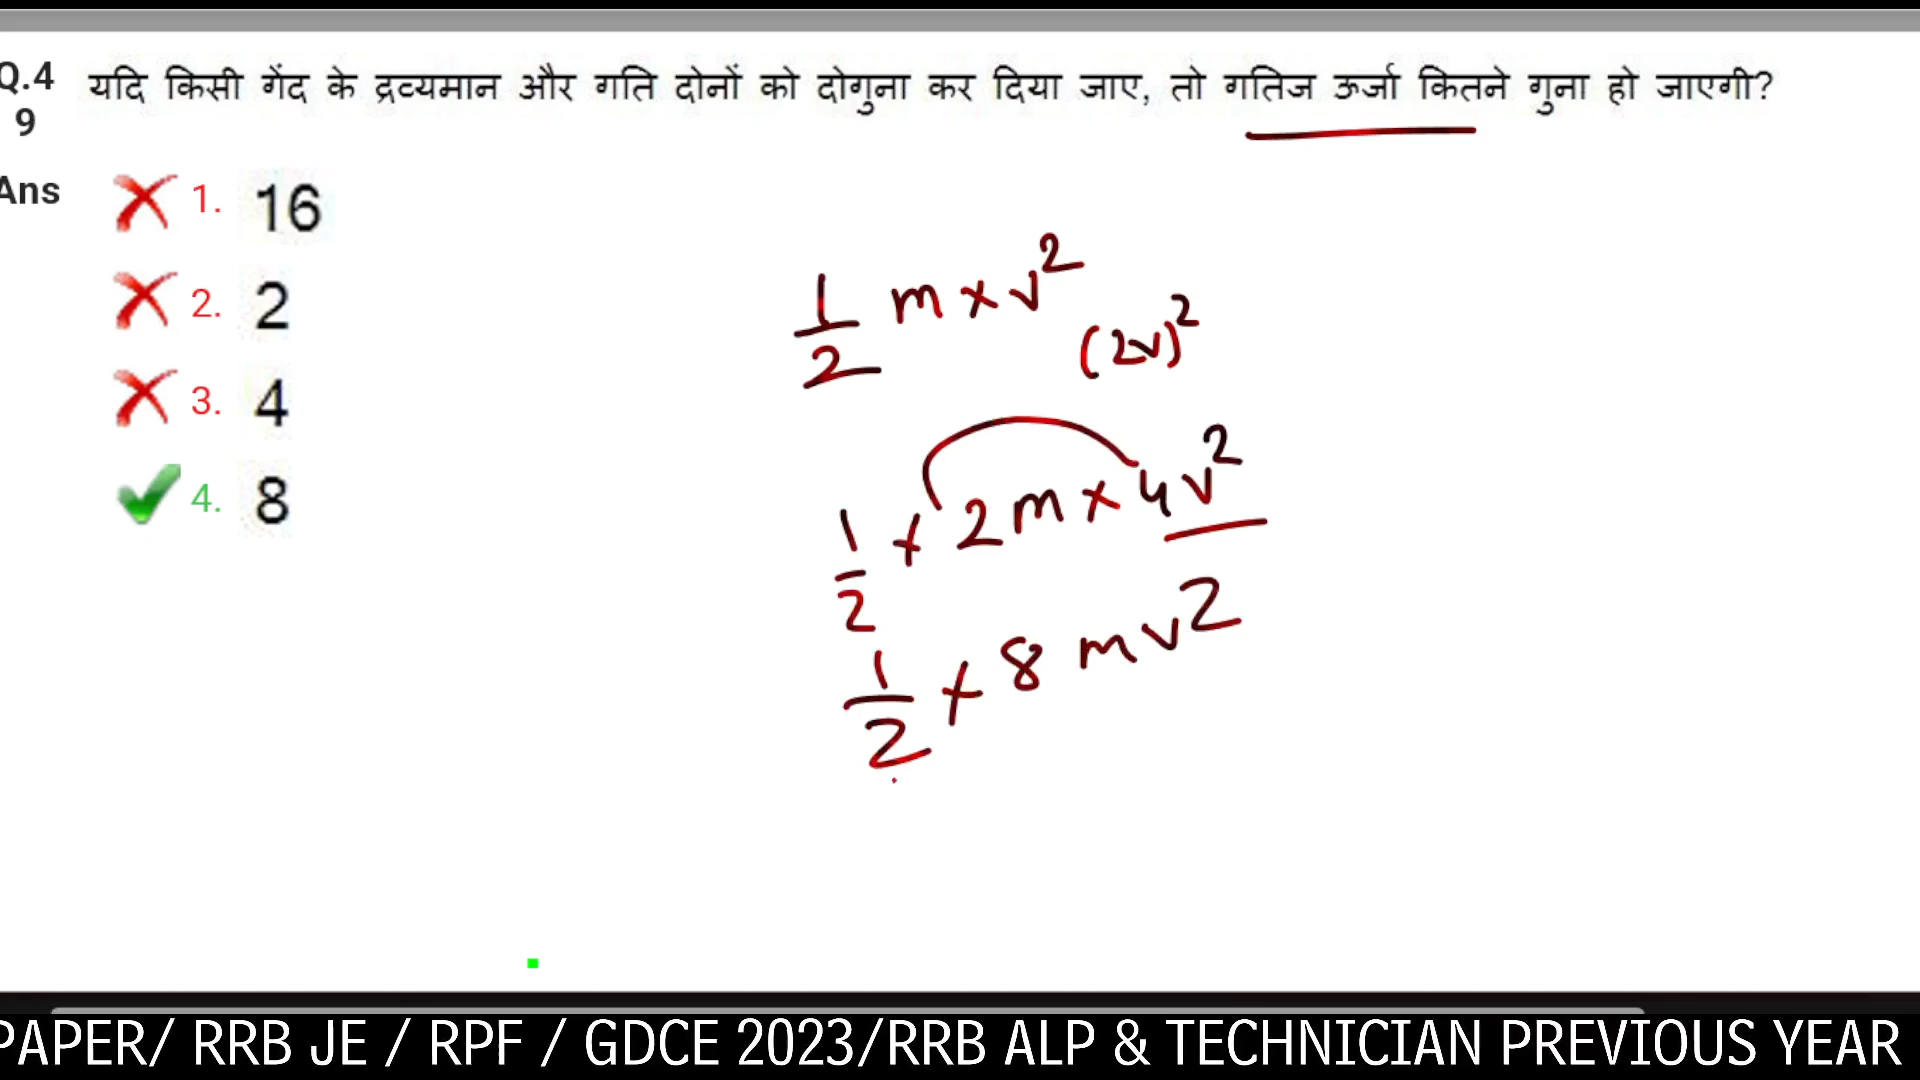 Q.4 यदि किसी गेंद के द्रव्यमान और गति दोनों को दोगुना कर दिया जाए, तो गतिज ऊर्जा कितने गुना हो जाएगी?
9
Ans 1. 16
2. 2
3. 4
4. 8
1/2 m × v²
(2v)²
1/2 × 2m × 4v²
1/2 × 8 mv²
PAPER/ RRB JE / RPF / GDCE 2023/RRB ALP & TECHNICIAN PREVIOUS YEAR